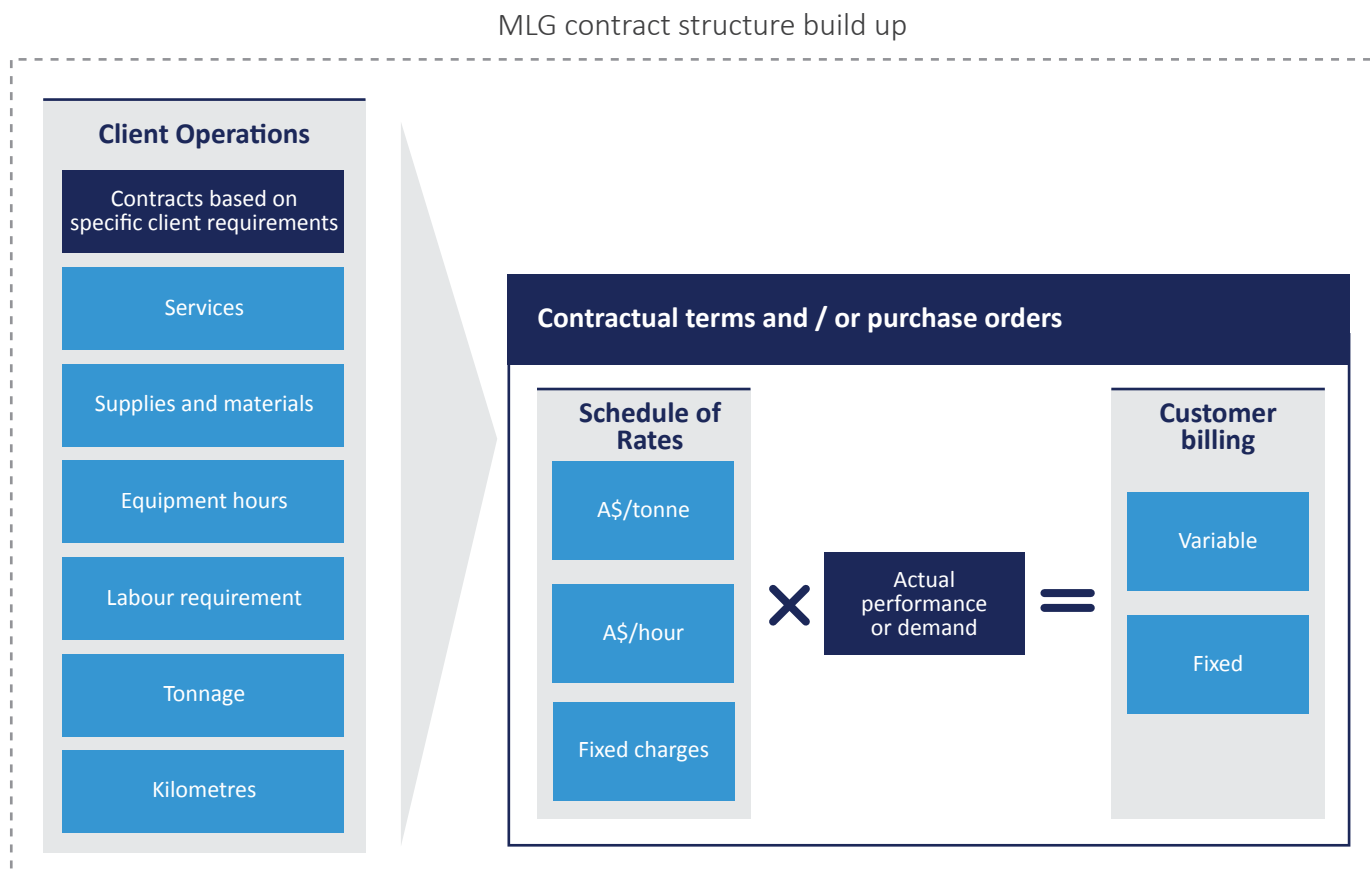 MLG contract structure build up
Client Operations
Contracts based on
specific client requirements
Services
Supplies and materials
Equipment hours
Labour requirement
Tonnage
Kilometres
Contractual terms and / or purchase orders
Schedule of
Rates
A$/tonne
A$/hour
Fixed charges
×
Actual
performance
or demand
=
Customer
billing
Variable
Fixed